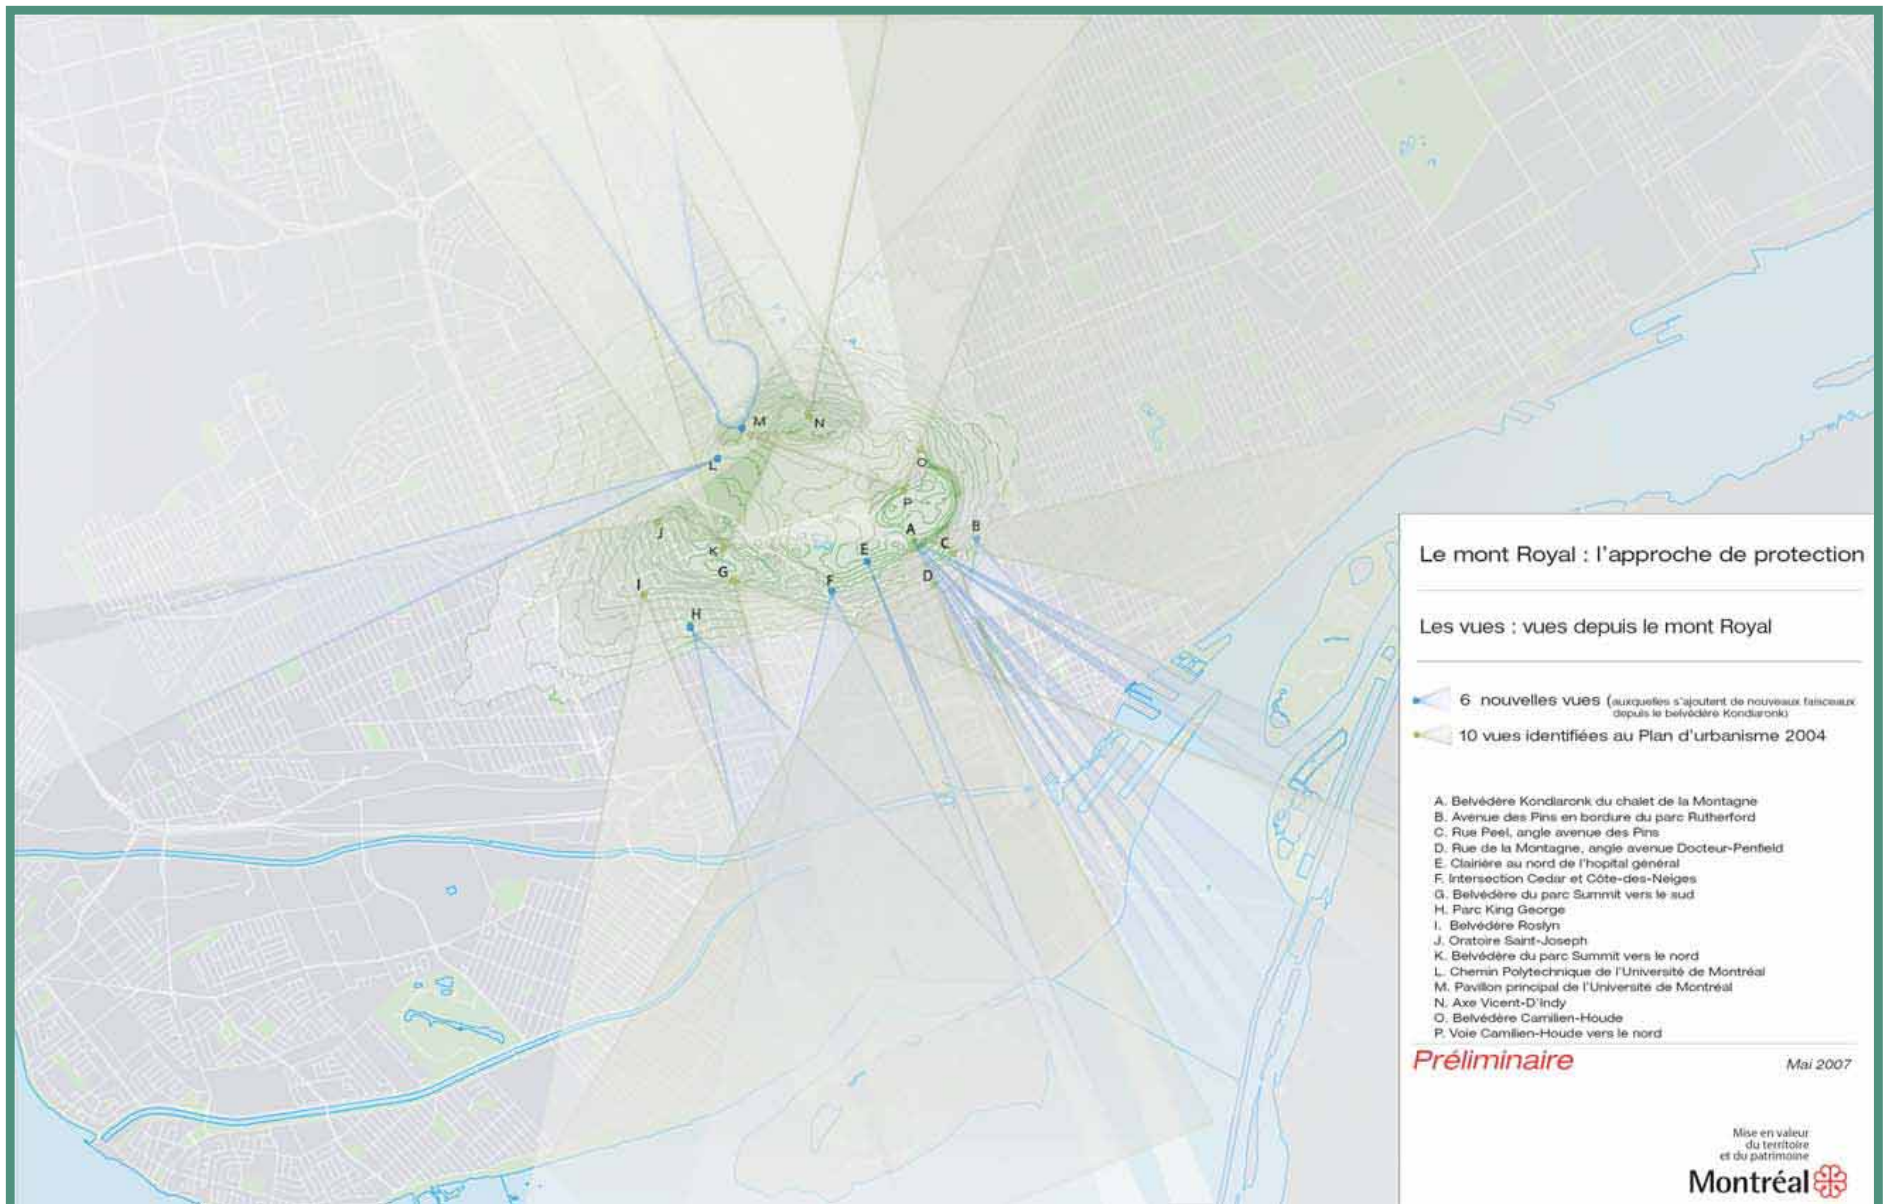 M
N
L
O
P
A
B
J
K
E
C
G
F
D
I
H
Le mont Royal : l'approche de protection
Les vues : vues depuis le mont Royal
6 nouvelles vues (auxquelles s'ajoutent de nouveaux faisceaux
depuis le belvédère Kondiaronk)
10 vues identifiées au Plan d'urbanisme 2004
A. Belvédère Kondiaronk du chalet de la Montagne
B. Avenue des Pins en bordure du parc Rutherford
C. Rue Peel, angle avenue des Pins
D. Rue de la Montagne, angle avenue Docteur-Penfield
E. Clairière au nord de l'hopital général
F. Intersection Cedar et Côte-des-Neiges
G. Belvédère du parc Summit vers le sud
H. Parc King George
I. Belvédère Roslyn
J. Oratoire Saint-Joseph
K. Belvédère du parc Summit vers le nord
L. Chemin Polytechnique de l'Université de Montréal
M. Pavillon principal de l'Université de Montréal
N. Axe Vicent-D'Indy
O. Belvédère Camilien-Houde
P. Voie Camilien-Houde vers le nord
Préliminaire
Mai 2007
Mise en valeur
du territoire
et du patrimoine
Montréal